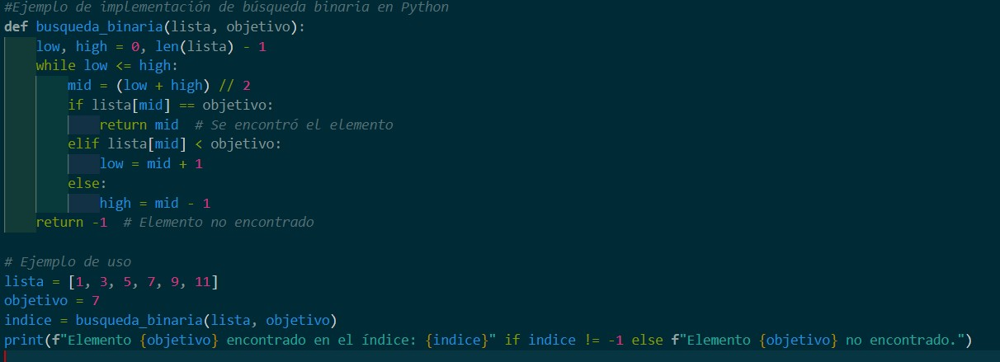 #Ejemplo de implementación de búsqueda binaria en Python
def busqueda_binaria(lista, objetivo):
    low, high = 0, len(lista) - 1
    while low <= high:
        mid = (low + high) // 2
        if lista[mid] == objetivo:
            return mid  # Se encontró el elemento
        elif lista[mid] < objetivo:
            low = mid + 1
        else:
            high = mid - 1
    return -1  # Elemento no encontrado

# Ejemplo de uso
lista = [1, 3, 5, 7, 9, 11]
objetivo = 7
indice = busqueda_binaria(lista, objetivo)
print(f"Elemento {objetivo} encontrado en el índice: {indice}" if indice != -1 else f"Elemento {objetivo} no encontrado.")